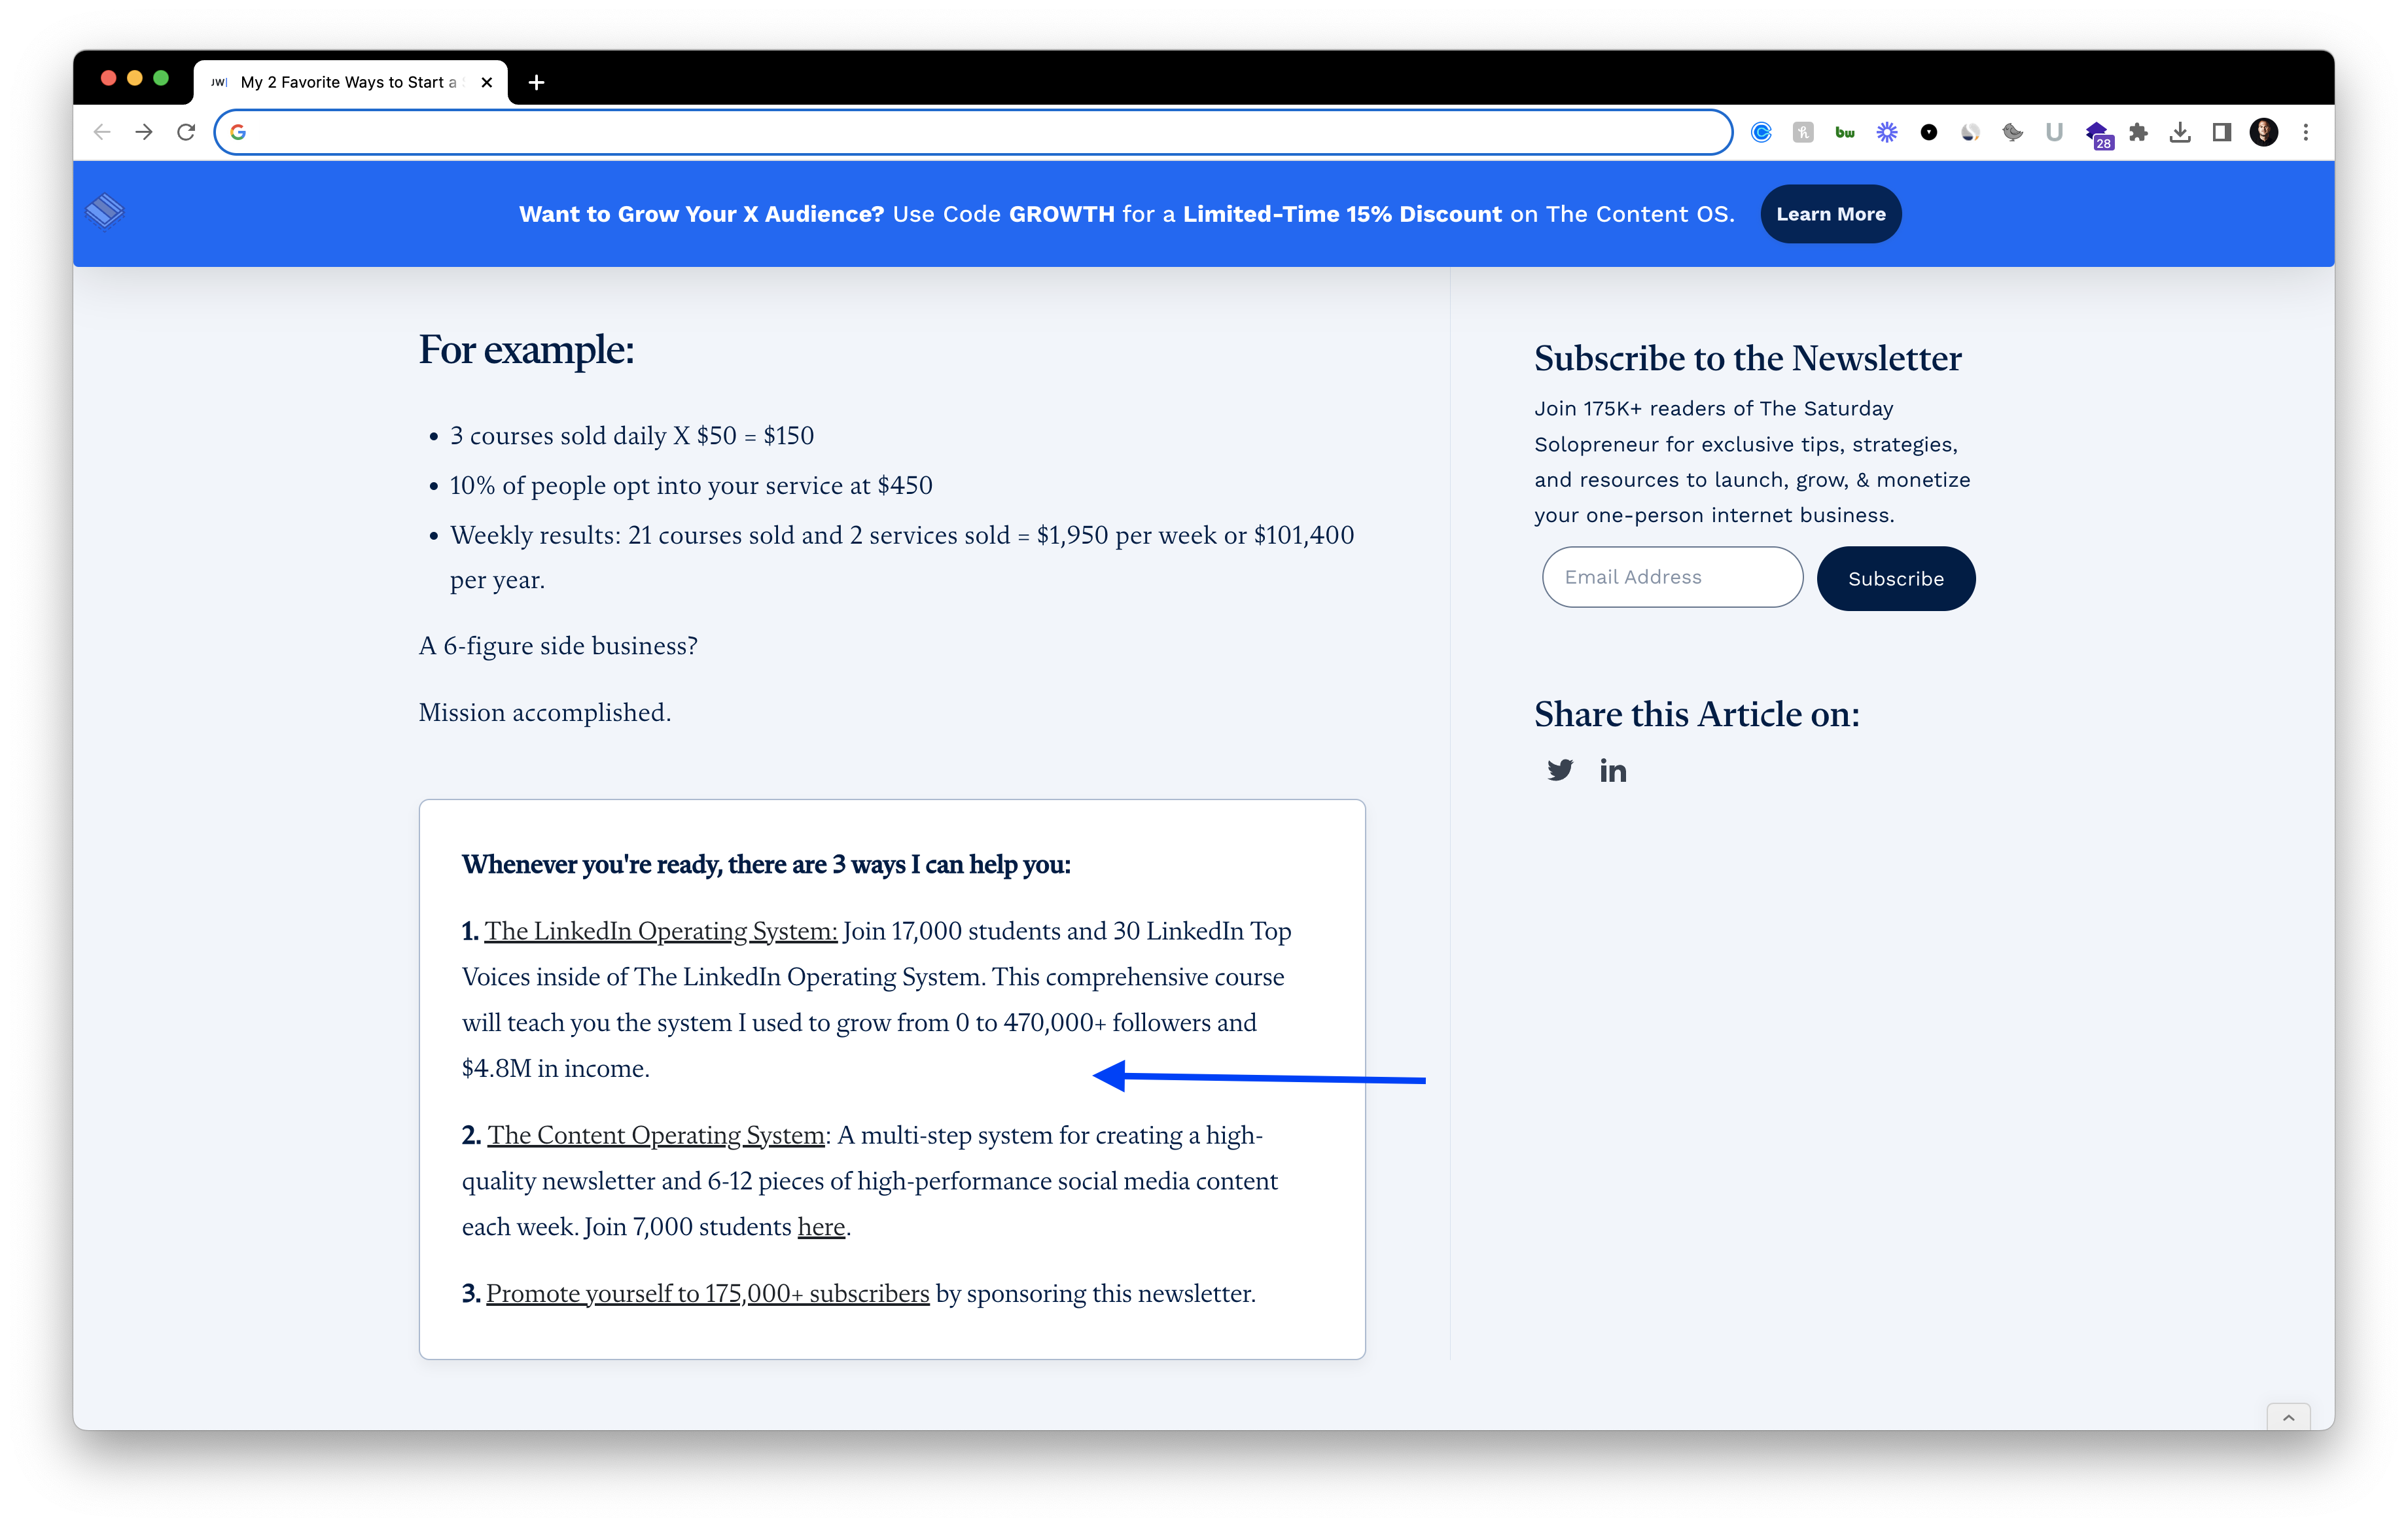 JW| My 2 Favorite Ways to Start a
bw
U
28
Want to Grow Your X Audience? Use Code GROWTH for a Limited-Time 15% Discount on The Content OS.
Learn More
For example:
• 3 courses sold daily X $50 = $150
• 10% of people opt into your service at $450
• Weekly results: 21 courses sold and 2 services sold = $1,950 per week or $101,400
per year.
A 6-figure side business?
Mission accomplished.
Whenever you're ready, there are 3 ways I can help you:
1. The LinkedIn Operating System: Join 17,000 students and 30 LinkedIn Top
Voices inside of The LinkedIn Operating System. This comprehensive course
will teach you the system I used to grow from 0 to 470,000+ followers and
$4.8M in income.
2. The Content Operating System: A multi-step system for creating a high-
quality newsletter and 6-12 pieces of high-performance social media content
each week. Join 7,000 students here.
3. Promote yourself to 175,000+ subscribers by sponsoring this newsletter.
Subscribe to the Newsletter
Join 175K+ readers of The Saturday
Solopreneur for exclusive tips, strategies,
and resources to launch, grow, & monetize
your one-person internet business.
Email Address
Subscribe
Share this Article on:
in